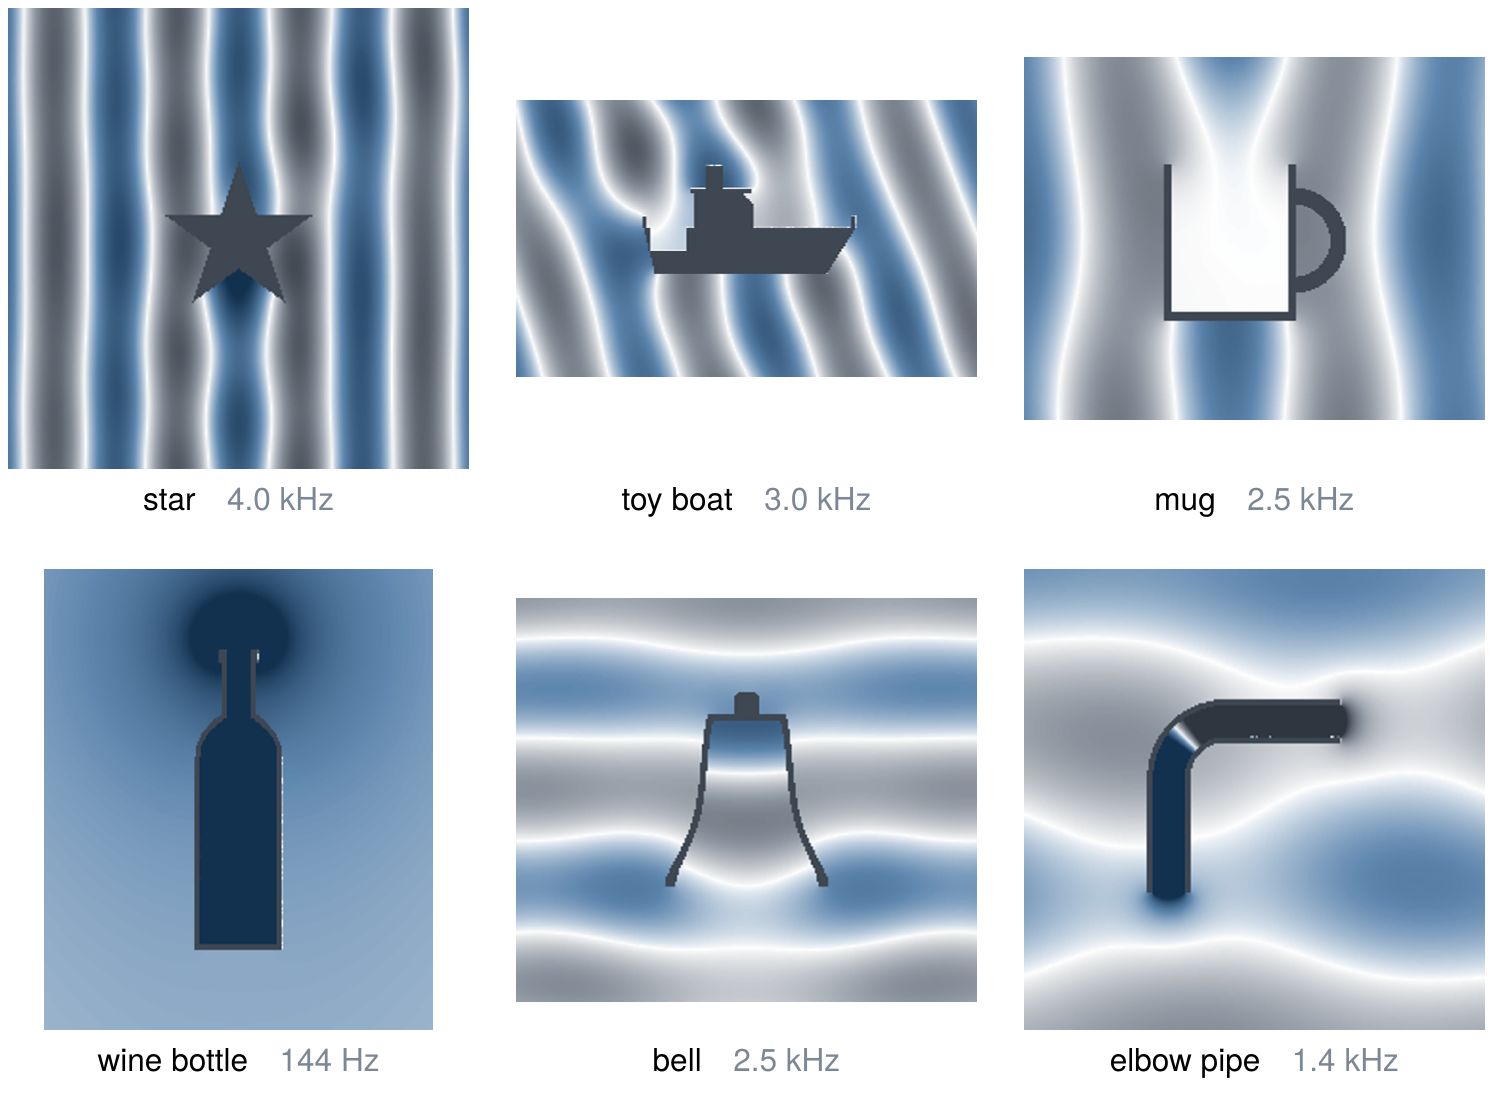 star 4.0 kHz
toy boat 3.0 kHz
mug 2.5 kHz
wine bottle 144 Hz
bell 2.5 kHz
elbow pipe 1.4 kHz